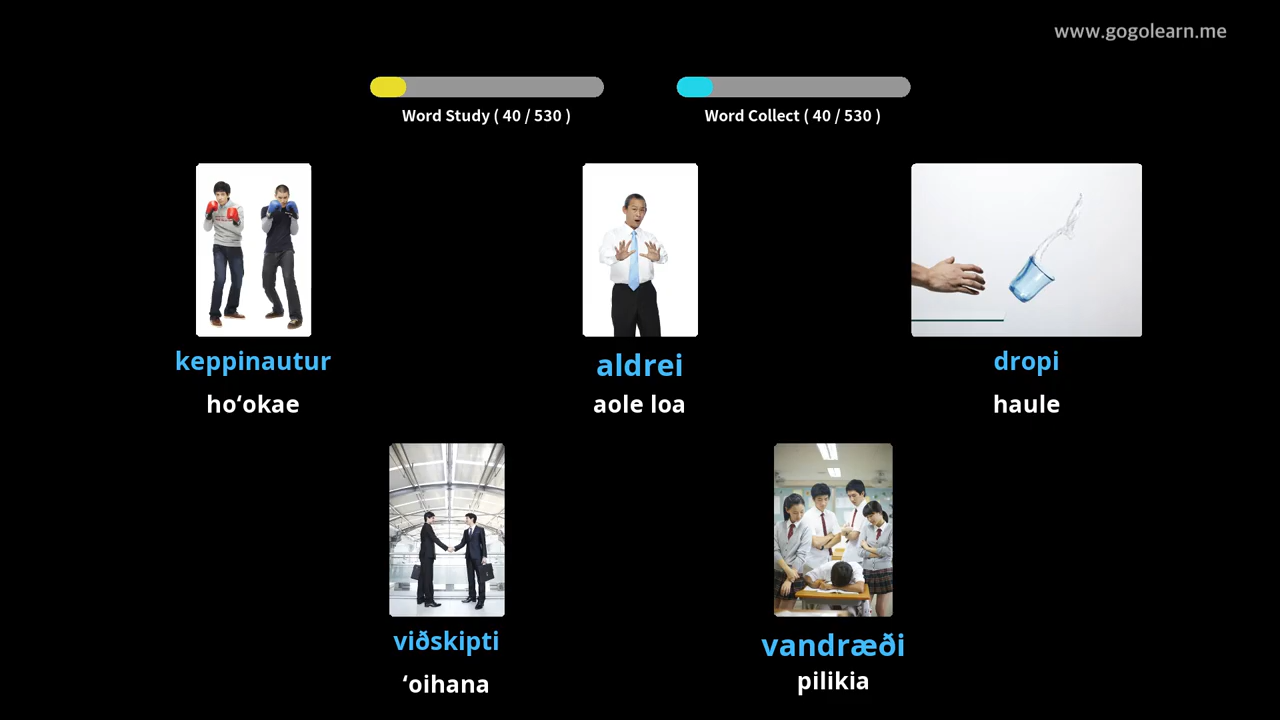 www.gogolearn.me
Word Study ( 40 / 530 )
Word Collect ( 40 / 530 )
keppinautur
hoʻokae
aldrei
aole loa
dropi
haule
viðskipti
ʻoihana
vandræði
pilikia